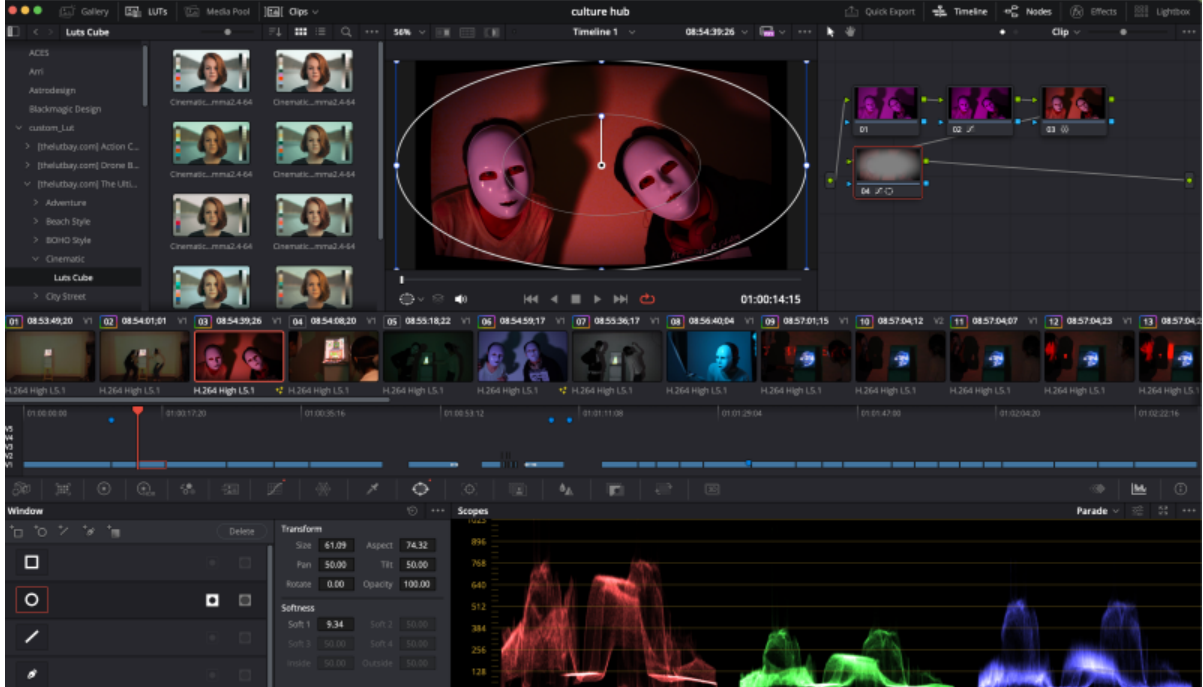 Gallery LUTs Media Pool Clips culture hub Quick Export Timeline Nodes Effects Lightbox
Luts Cube 56% Timeline 1 08:54:39:26 Clip
ACES
Arri
Astrodesign
Blackmagic Design
custom_Lut
[thelutbay.com] Action C...
[thelutbay.com] Drone B...
[thelutbay.com] The Ulti...
Adventure
Beach Style
BOHO Style
Cinematic
Luts Cube
City Street
Cinematic...mma2.4-64 Cinematic...mma2.4-64
Cinematic...mma2.4-64 Cinematic...mma2.4-64
Cinematic...mma2.4-64 Cinematic...mma2.4-64
01 02 03
04
01:00:14:15
01 08:53:49;20 V1 02 08:54:01;01 V1 03 08:54:39;26 V1 04 08:54:08;20 V1 05 08:55:18,22 V1 06 08:54:59;17 V1 07 08:55:36,17 V1 08 08:56:40;04 V1 09 08:57:01;15 V1 10 08:57:04,12 V2 11 08:57:04;07 V1 12 08:57:04;23 V1 13 08:57:04,2
H.264 High L5.1 H.264 High L5.1 H.264 High L5.1 H.264 High L5.1 H.264 High L5.1 H.264 High L5.1 H.264 High L5.1 H.264 High L5.1 H.264 High L5.1 H.264 High L5.1 H.264 High L5.1 H.264 High L5.1 H.264 High L5.1
01:00:00:00 01:00:17:20 01:00:35:16 01:00:53:12 01:01:11:08 01:01:29:04 01:01:47:00 01:02:04:20 01:02:22:16
V5
V4
V3
V2
V1
Window Scopes Parade
Delete
Transform
Size 61.09 Aspect 74.32
Pan 50.00 Tilt 50.00
Rotate 0.00 Opacity 100.00
Softness
Soft 1 9.34 Soft 2 50.00
Soft 3 50.00 Soft 4 50.00
Inside 50.00 Outside 50.00
1023
896
768
640
512
384
256
128